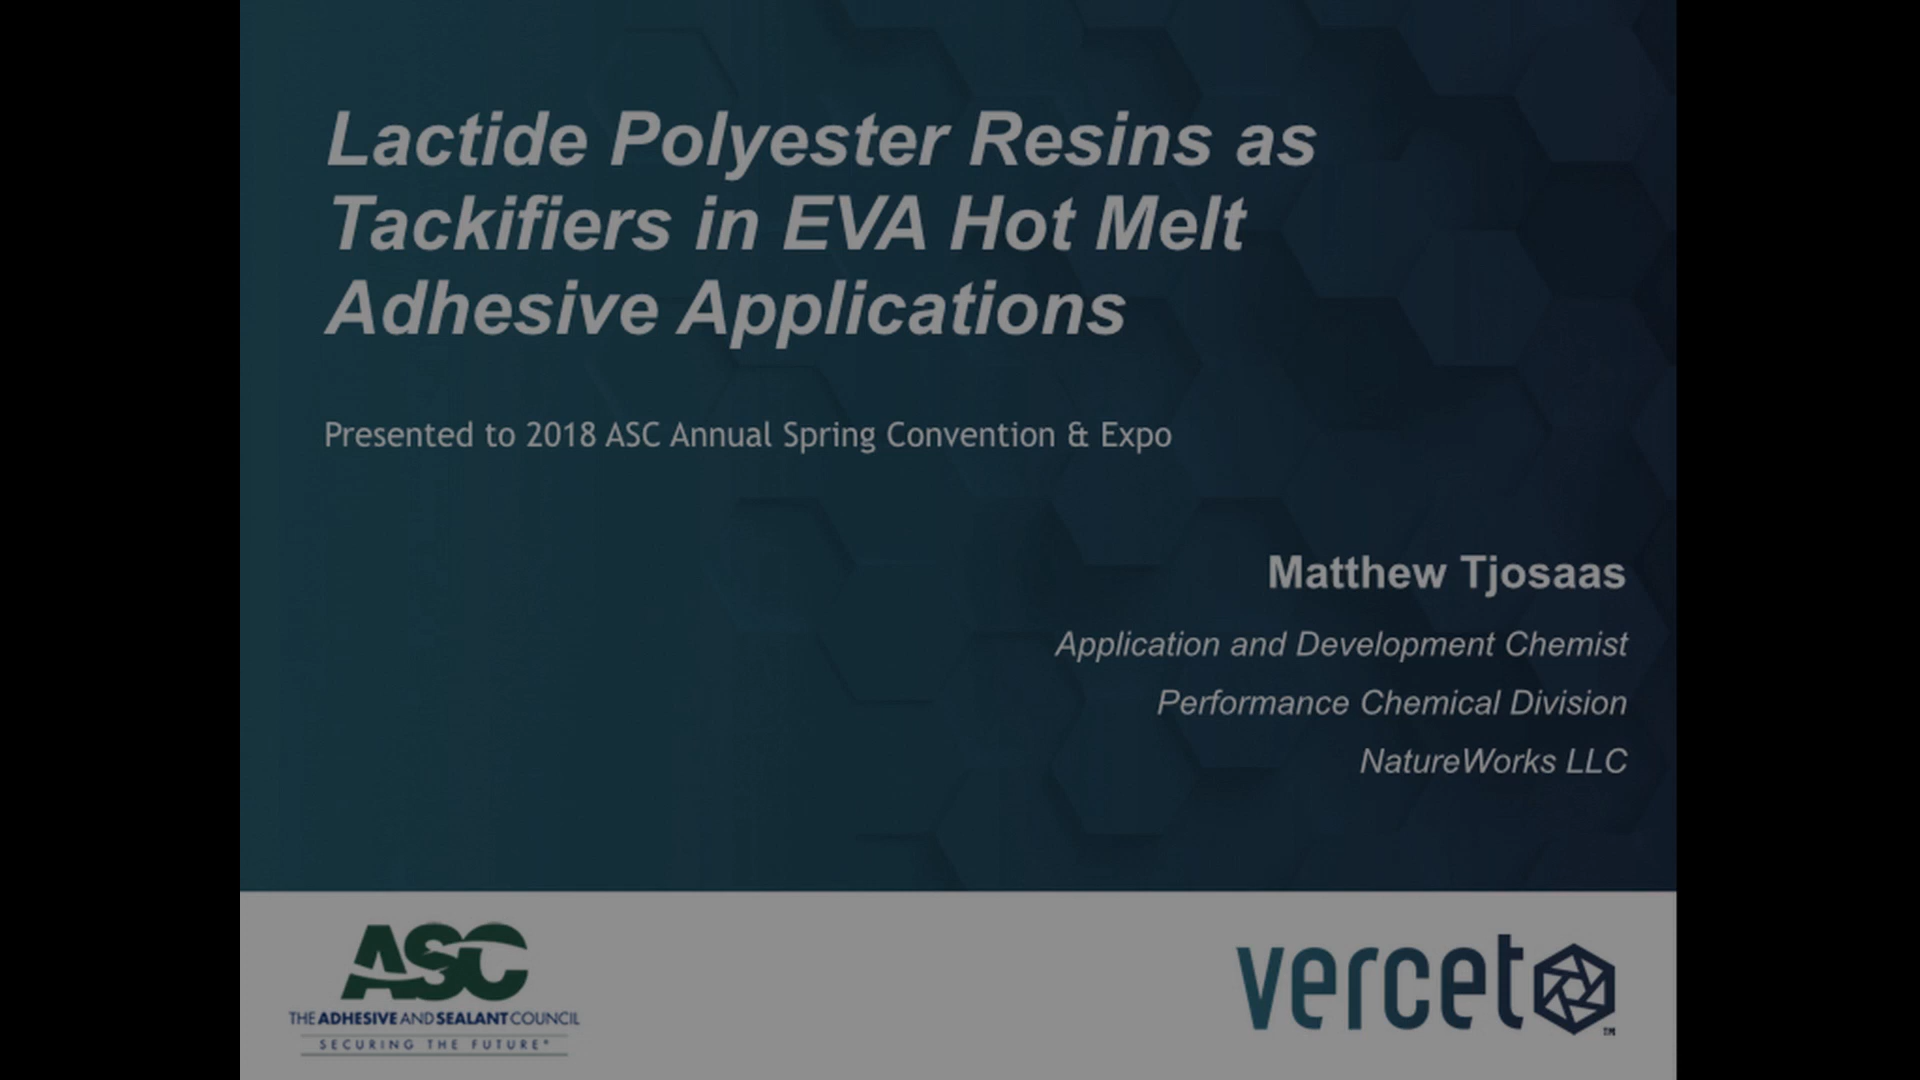 Lactide Polyester Resins as
Tackifiers in EVA Hot Melt
Adhesive Applications
Presented to 2018 ASC Annual Spring Convention & Expo
Matthew Tjosaas
Application and Development Chemist
Performance Chemical Division
NatureWorks LLC
ASC
THE ADHESIVE AND SEALANT COUNCIL
SECURING THE FUTURE®
vercet™